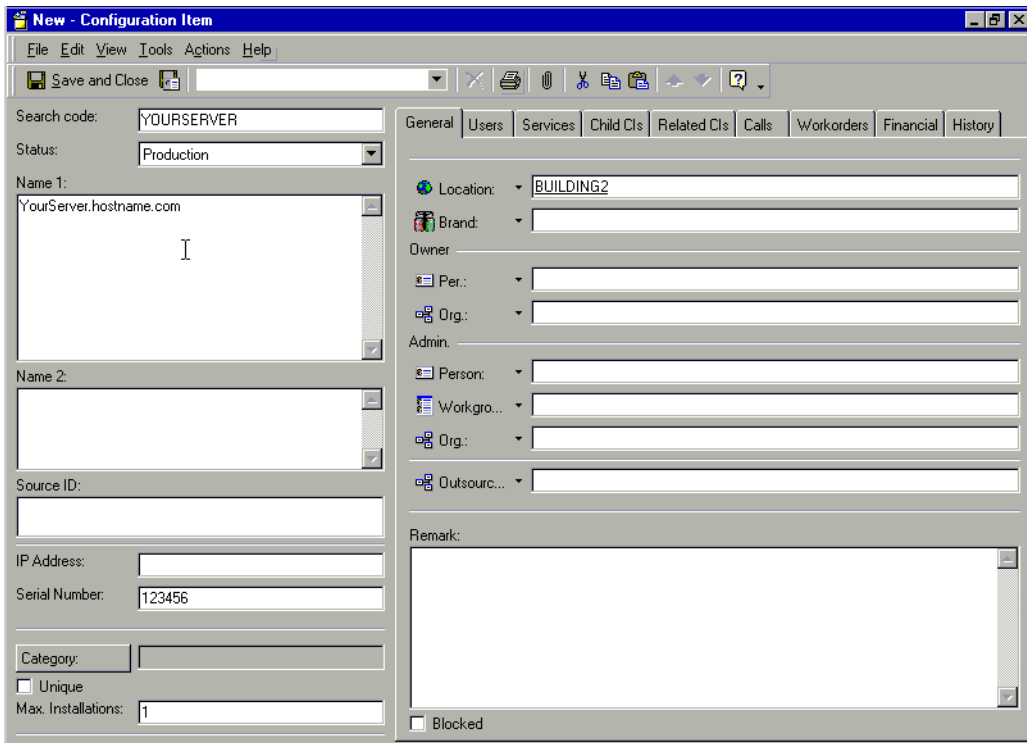 New - Configuration Item
File Edit View Tools Actions Help
Save and Close
Search code: YOURSERVER
Status: Production
Name 1:
YourServer.hostname.com
Name 2:
Source ID:
IP Address:
Serial Number: 123456
Category:
Unique
Max. Installations: 1
General Users Services Child CIs Related CIs Calls Workorders Financial History
Location: BUILDING2
Brand:
Owner
Per.:
Org.:
Admin.
Person:
Workgro...
Org.:
Outsourc...
Remark:
Blocked